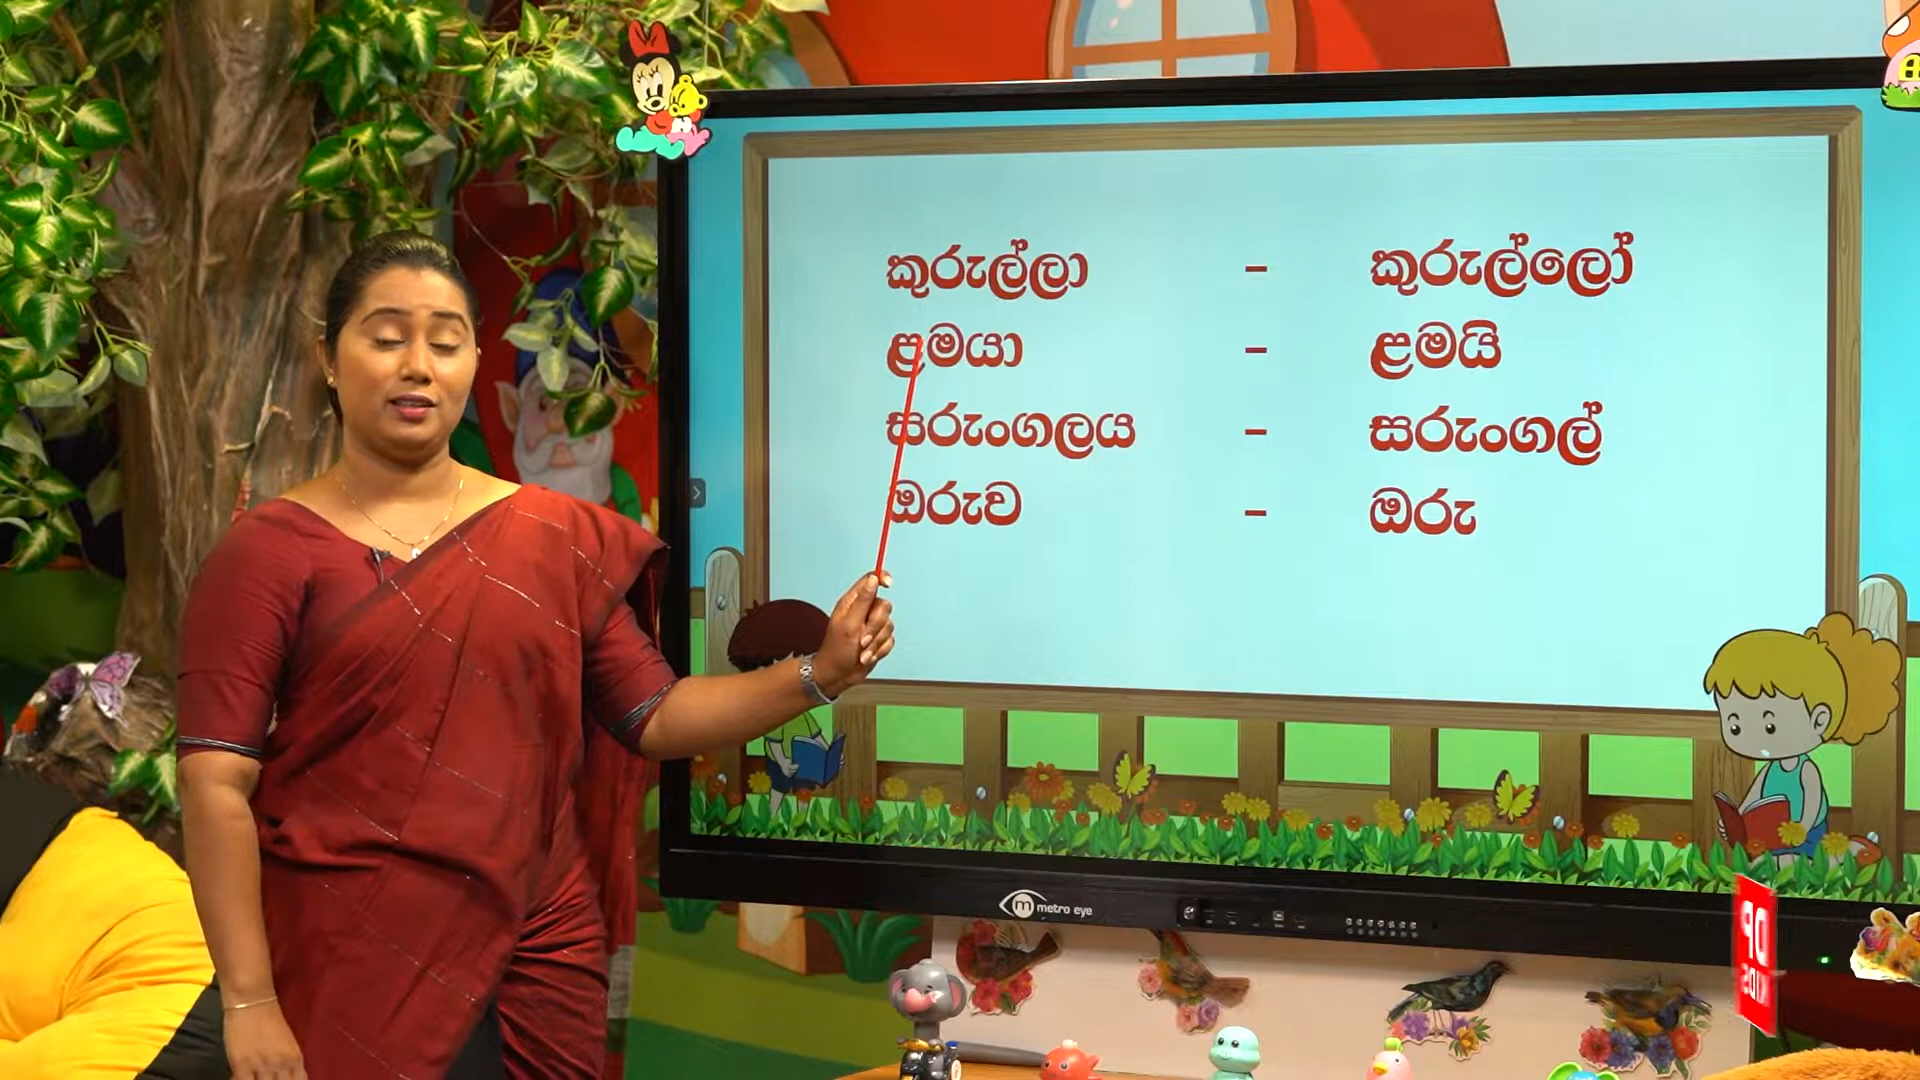 කුරුල්ලා - කුරුල්ලෝ
ළමයා - ළමයි
සරුංගලය - සරුංගල්
ඔරුව - ඔරු
metro eye